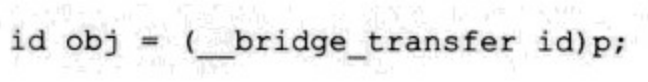 id obj = (__bridge_transfer id)p;